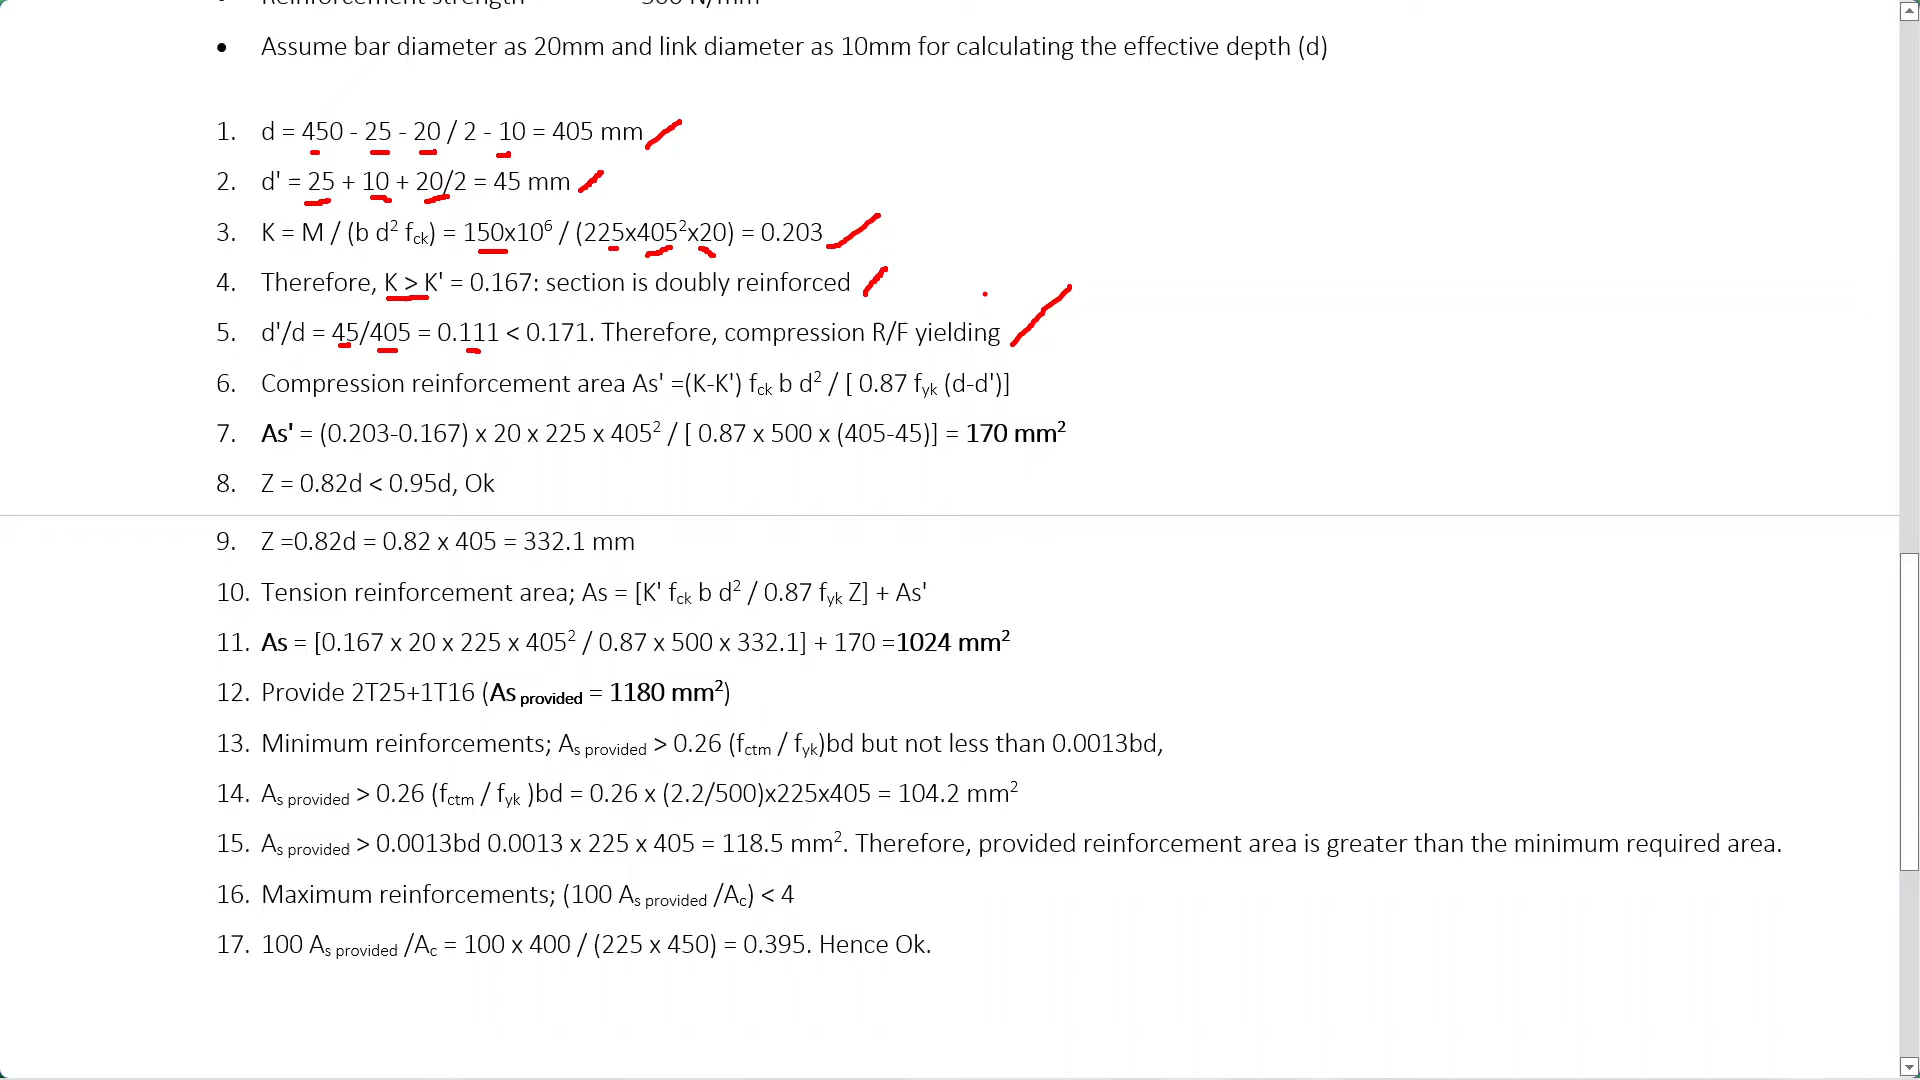 Reinforcement strength 500 N/mm
• Assume bar diameter as 20mm and link diameter as 10mm for calculating the effective depth (d)
1. d = 450 - 25 - 20 / 2 - 10 = 405 mm
2. d' = 25 + 10 + 20/2 = 45 mm
3. K = M / (b d² fck) = 150x10⁶ / (225x405²x20) = 0.203
4. Therefore, K > K' = 0.167: section is doubly reinforced
5. d'/d = 45/405 = 0.111 < 0.171. Therefore, compression R/F yielding
6. Compression reinforcement area As' =(K-K') fck b d² / [ 0.87 fyk (d-d')]
7. As' = (0.203-0.167) x 20 x 225 x 405² / [ 0.87 x 500 x (405-45)] = 170 mm²
8. Z = 0.82d < 0.95d, Ok
9. Z =0.82d = 0.82 x 405 = 332.1 mm
10. Tension reinforcement area; As = [K' fck b d² / 0.87 fyk Z] + As'
11. As = [0.167 x 20 x 225 x 405² / 0.87 x 500 x 332.1] + 170 =1024 mm²
12. Provide 2T25+1T16 (As provided = 1180 mm²)
13. Minimum reinforcements; As provided > 0.26 (fctm / fyk)bd but not less than 0.0013bd,
14. As provided > 0.26 (fctm / fyk )bd = 0.26 x (2.2/500)x225x405 = 104.2 mm²
15. As provided > 0.0013bd 0.0013 x 225 x 405 = 118.5 mm². Therefore, provided reinforcement area is greater than the minimum required area.
16. Maximum reinforcements; (100 As provided /Ac) < 4
17. 100 As provided /Ac = 100 x 400 / (225 x 450) = 0.395. Hence Ok.